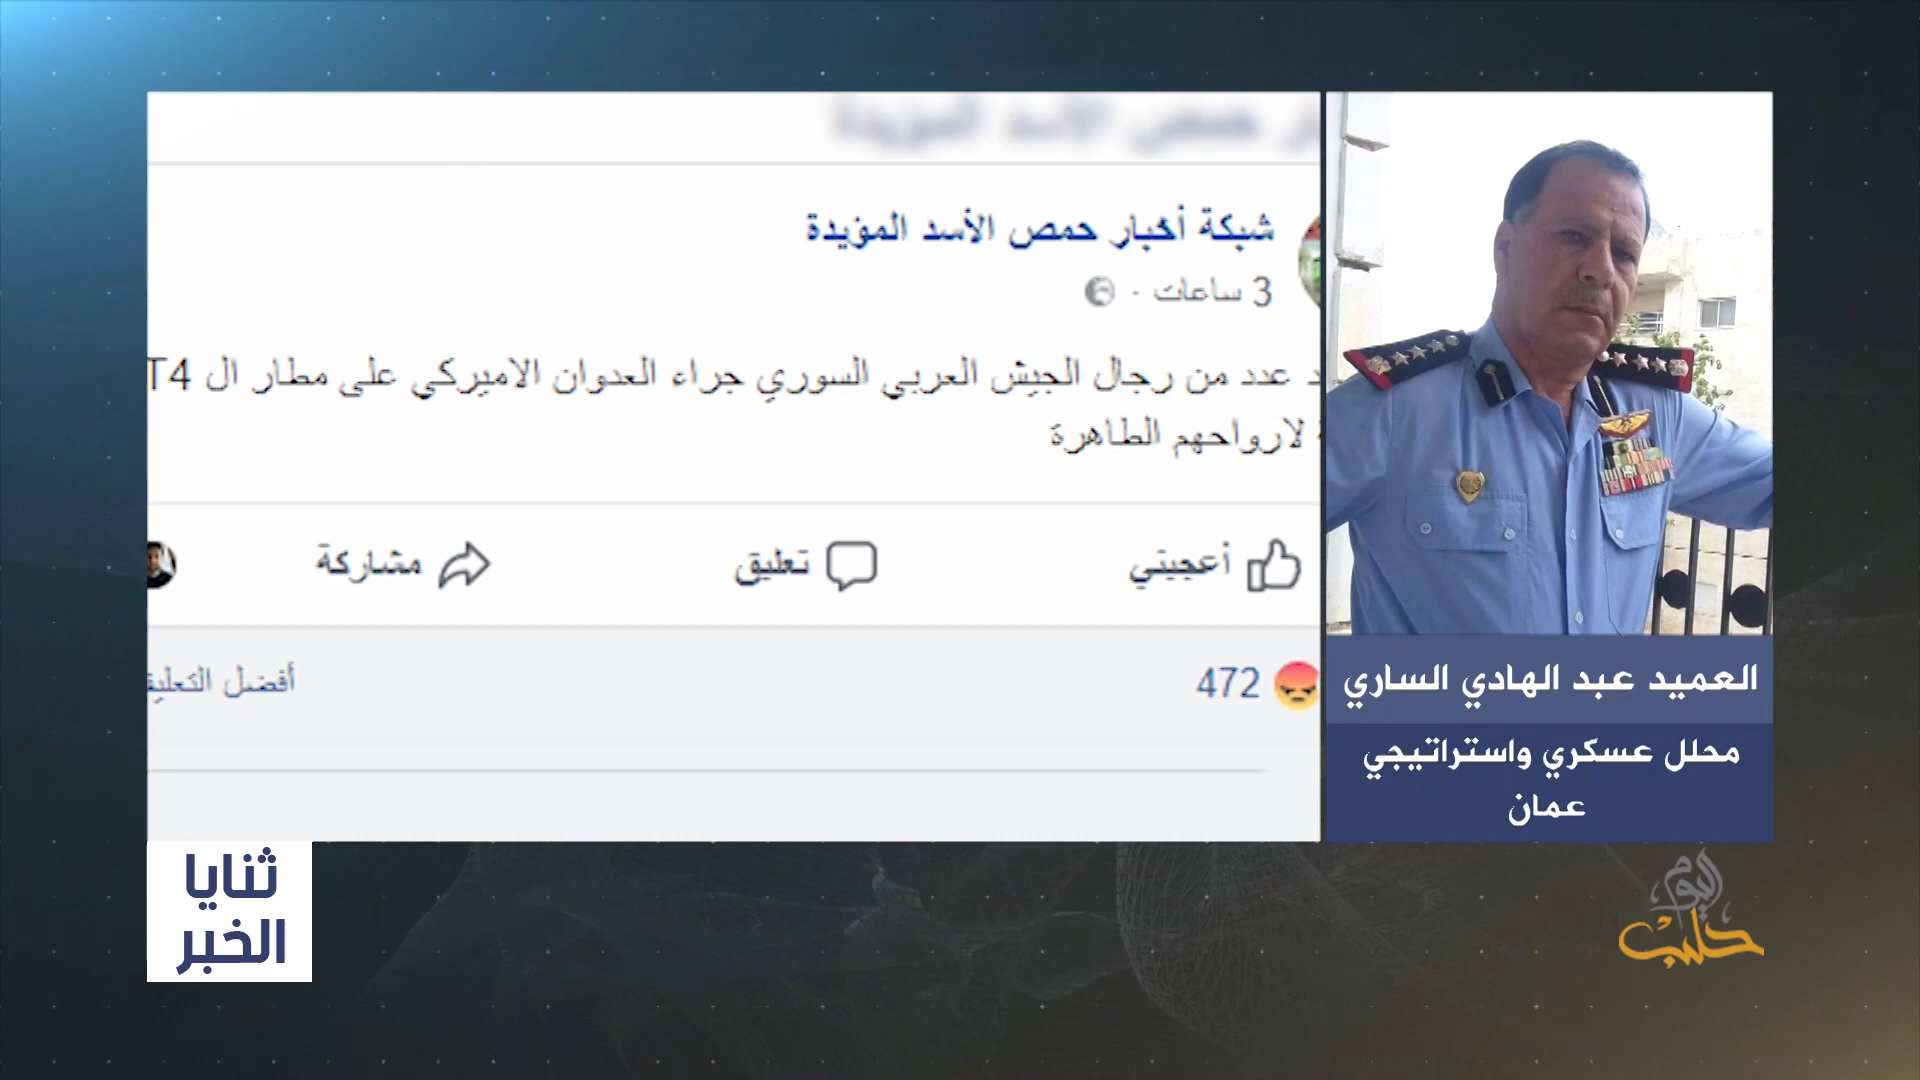 شبكة أخبار حمص الأسد المؤيدة
3 ساعات ·
عدد من رجال الجيش العربي السوري جراء العدوان الاميركي على مطار ال T4
لارواحهم الطاهرة
أعجبني
تعليق
مشاركة
472
أفضل
العميد عبد الهادي الساري
محلل عسكري واستراتيجي
عمان
ثنايا
الخبر
حلب
اليوم